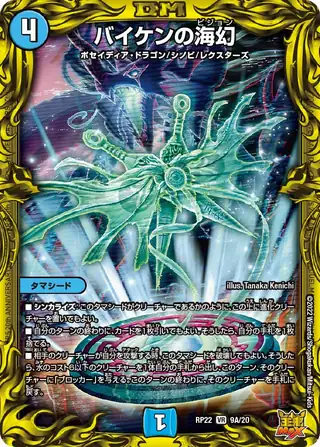 DM
4
バイケンの海幻
ビジョン
ポセイディア・ドラゴン/シノビ/レクスターズ
illus. Tanaka Kenichi
タマシード
■シンカライズ:このタマシードがクリーチャーであるかのように、この上に進化クリーチャーを置いてもよい。
■自分のターンの終わりに、カードを1枚引いてもよい。そうしたら、自分の手札を1枚捨てる。
■相手のクリーチャーが自分を攻撃する時、このタマシードを破壊してもよい。そうしたら、水のコスト6以下のクリーチャーを1体自分の手札から出し、このターン、そのクリーチャーに「ブロッカー」を与える。このターンの終わりに、そのクリーチャーを自分の手札に戻す。
1
RP22 VR 9A/20